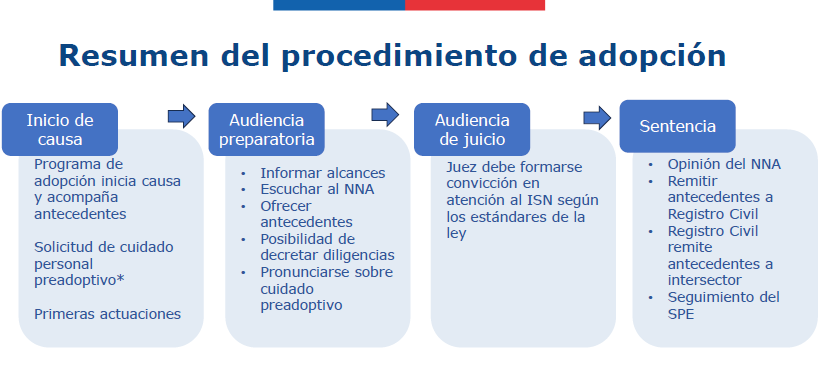 Resumen del procedimiento de adopción
Inicio de
causa
Programa de
adopción inicia causa
y acompaña
antecedentes
Solicitud de cuidado
personal
preadoptivo*
Primeras actuaciones
Audiencia
preparatoria
• Informar alcances
• Escuchar al NNA
• Ofrecer
antecedentes
• Posibilidad de
decretar diligencias
• Pronunciarse sobre
cuidado
preadoptivo
Audiencia
de juicio
Juez debe formarse
convicción en
atención al ISN según
los estándares de la
ley
Sentencia
• Opinión del NNA
• Remitir
antecedentes a
Registro Civil
• Registro Civil
remite
antecedentes a
intersector
• Seguimiento del
SPE